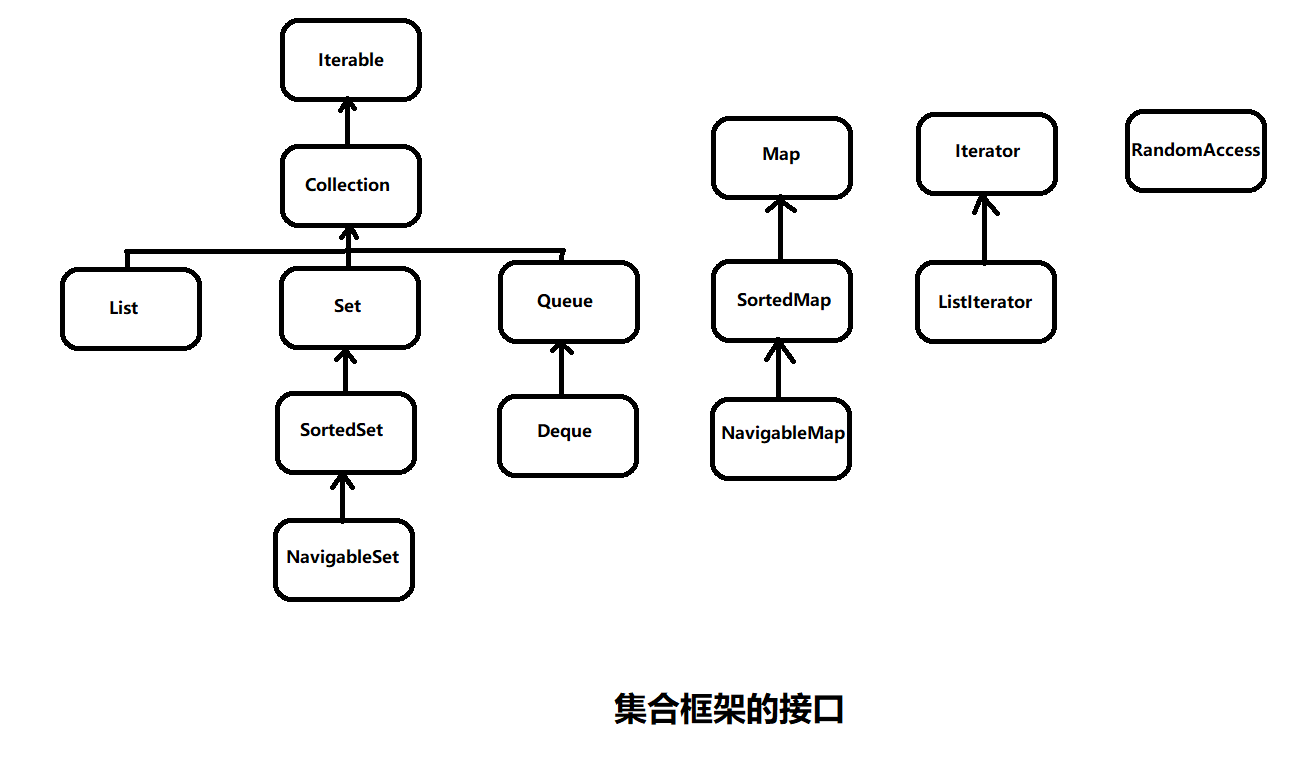 Iterable
Collection
List
Set
Queue
SortedSet
Deque
NavigableSet
Map
SortedMap
NavigableMap
Iterator
ListIterator
RandomAccess
集合框架的接口